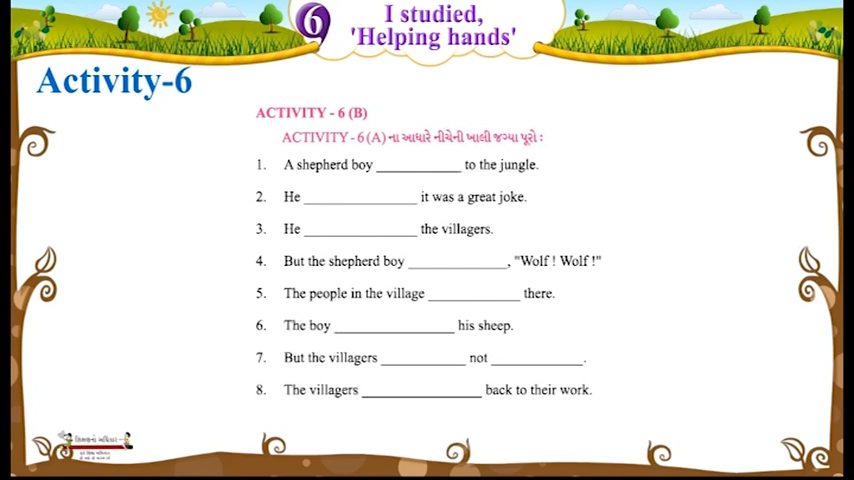 6
I studied,
'Helping hands'
Activity-6
ACTIVITY - 6 (B)
ACTIVITY - 6 (A) ના આધારે નીચેની ખાલી જગ્યા પૂરો :
1. A shepherd boy ____________ to the jungle.
2. He ________________ it was a great joke.
3. He ________________ the villagers.
4. But the shepherd boy ______________, "Wolf ! Wolf !"
5. The people in the village _____________ there.
6. The boy _________________ his sheep.
7. But the villagers ____________ not _____________.
8. The villagers _________________ back to their work.